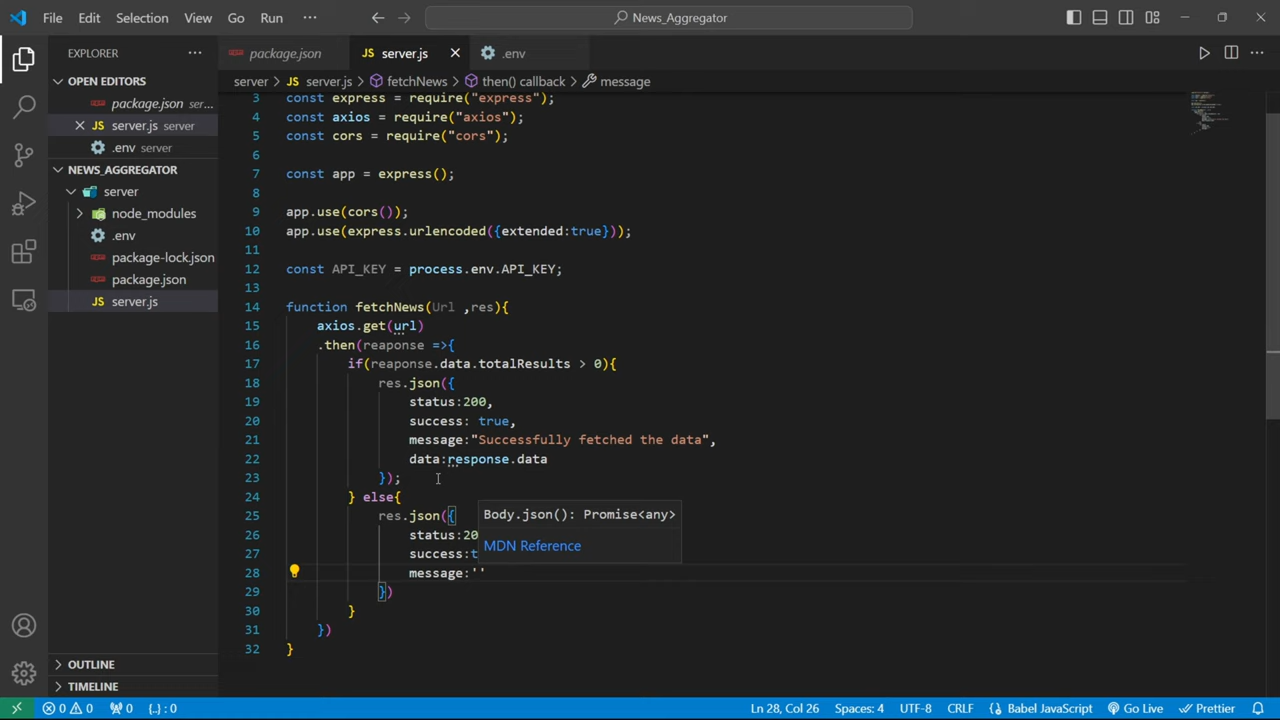 File Edit Selection View Go Run ··· News_Aggregator
EXPLORER ···
package.json server.js .env
server > JS server.js > fetchNews > then() callback > message
OPEN EDITORS
package.json ser...
JS server.js server
.env server
NEWS_AGGREGATOR
server
node_modules
.env
package-lock.json
package.json
JS server.js
OUTLINE
TIMELINE
3 const express = require("express");
4 const axios = require("axios");
5 const cors = require("cors");
6
7 const app = express();
8
9 app.use(cors());
10 app.use(express.urlencoded({extended:true}));
11
12 const API_KEY = process.env.API_KEY;
13
14 function fetchNews(Url ,res){
15 axios.get(url)
16 .then(reaponse =>{
17 if(reaponse.data.totalResults > 0){
18 res.json({
19 status:200,
20 success: true,
21 message:"Successfully fetched the data",
22 data:response.data
23 });
24 } else{
25 res.json({
26 status:20
27 success:t
28 message:''
29 })
30 }
31 })
32 }
Body.json(): Promise<any>
MDN Reference
0 0 0 {..} : 0 Ln 28, Col 26 Spaces: 4 UTF-8 CRLF {} Babel JavaScript Go Live Prettier